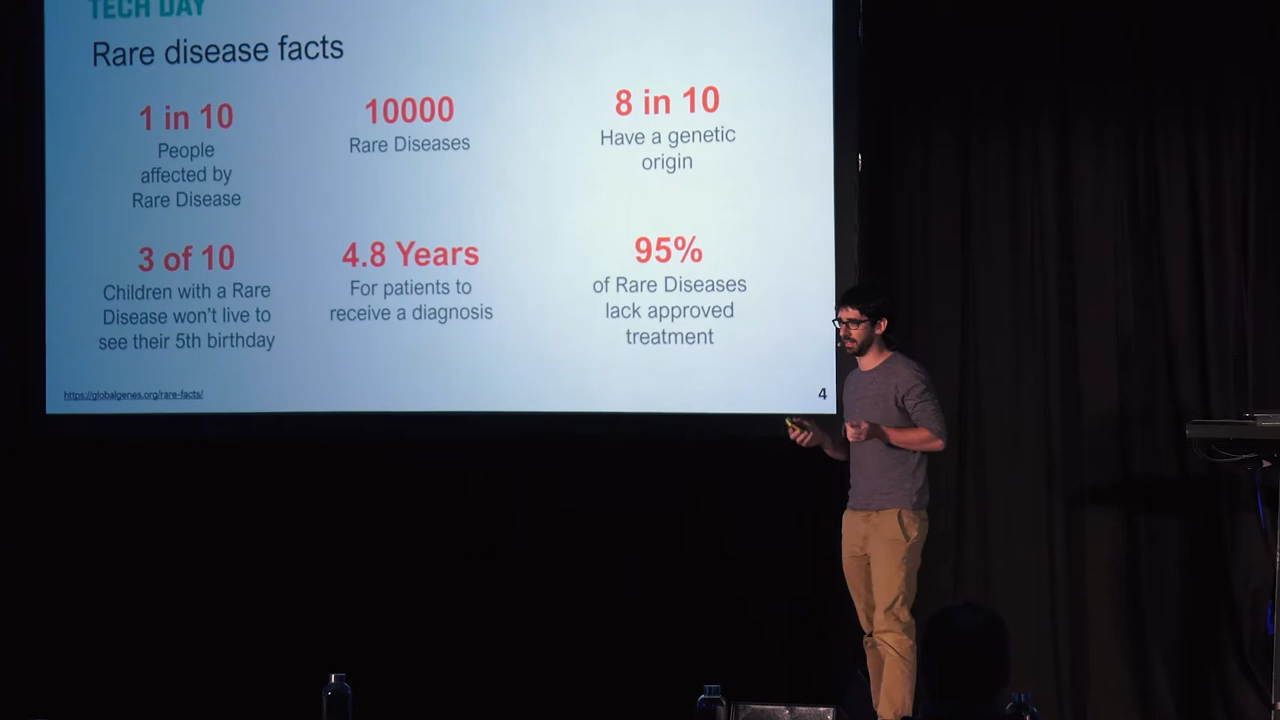 TECH DAY
Rare disease facts
1 in 10
People
affected by
Rare Disease
10000
Rare Diseases
8 in 10
Have a genetic
origin
3 of 10
Children with a Rare
Disease won't live to
see their 5th birthday
4.8 Years
For patients to
receive a diagnosis
95%
of Rare Diseases
lack approved
treatment
https://globalgenes.org/rare-facts/
4